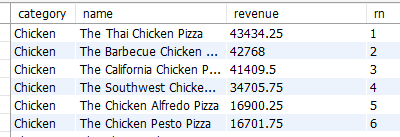 category name revenue rn
Chicken The Thai Chicken Pizza 43434.25 1
Chicken The Barbecue Chicken ... 42768 2
Chicken The California Chicken P... 41409.5 3
Chicken The Southwest Chicke... 34705.75 4
Chicken The Chicken Alfredo Pizza 16900.25 5
Chicken The Chicken Pesto Pizza 16701.75 6